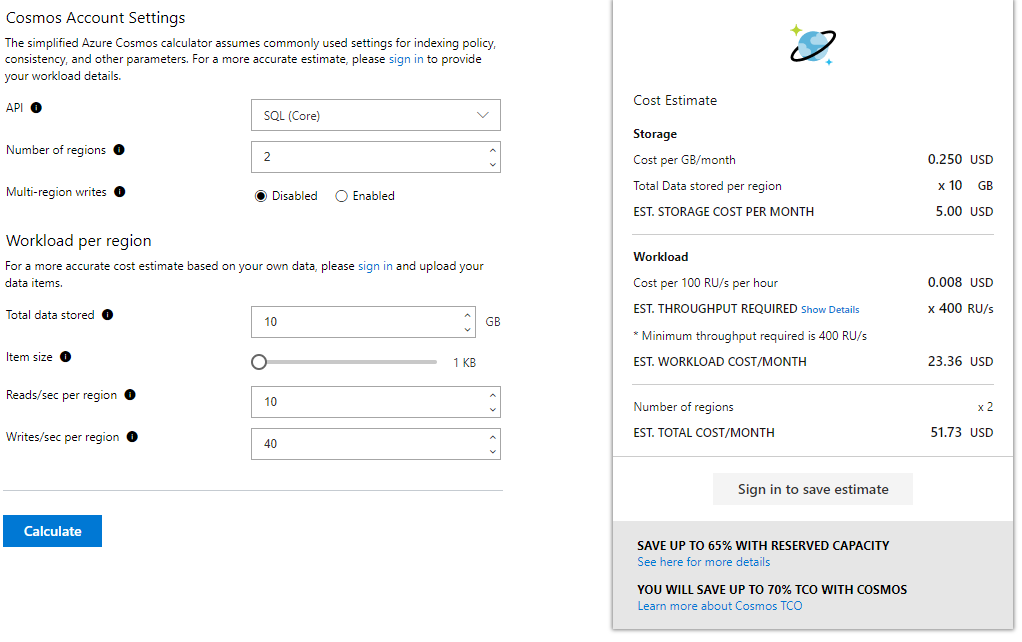 Cosmos Account Settings
The simplified Azure Cosmos calculator assumes commonly used settings for indexing policy,
consistency, and other parameters. For a more accurate estimate, please sign in to provide
your workload details.
API i
SQL (Core)
Number of regions i
2
Multi-region writes i
Disabled Enabled
Workload per region
For a more accurate cost estimate based on your own data, please sign in and upload your
data items.
Total data stored i
10 GB
Item size i
1 KB
Reads/sec per region i
10
Writes/sec per region i
40
Calculate
Cost Estimate
Storage
Cost per GB/month 0.250 USD
Total Data stored per region x 10 GB
EST. STORAGE COST PER MONTH 5.00 USD
Workload
Cost per 100 RU/s per hour 0.008 USD
EST. THROUGHPUT REQUIRED Show Details x 400 RU/s
* Minimum throughput required is 400 RU/s
EST. WORKLOAD COST/MONTH 23.36 USD
Number of regions x 2
EST. TOTAL COST/MONTH 51.73 USD
Sign in to save estimate
SAVE UP TO 65% WITH RESERVED CAPACITY
See here for more details
YOU WILL SAVE UP TO 70% TCO WITH COSMOS
Learn more about Cosmos TCO